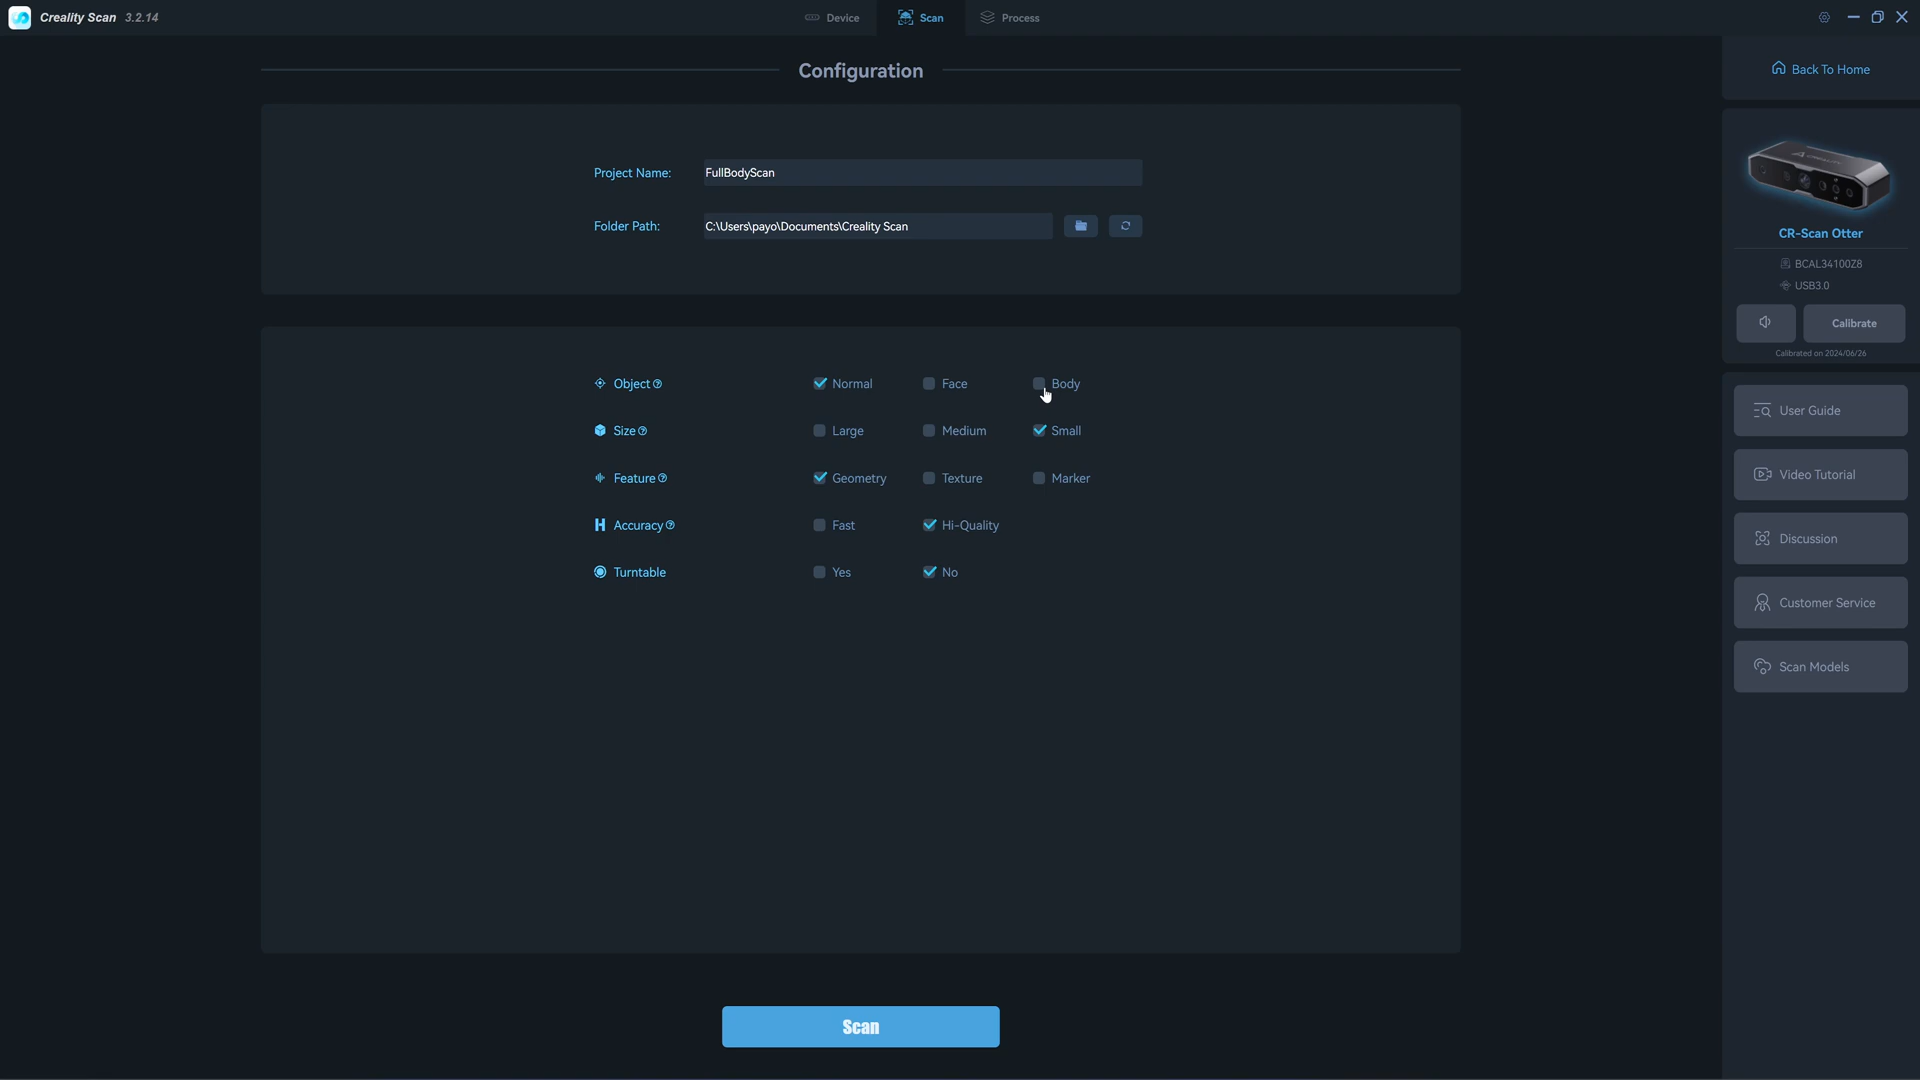 Creality Scan 3.2.14
Device
Scan
Process
Configuration
Back To Home
Project Name: FullBodyScan
Folder Path: C:\Users\payo\Documents\Creality Scan
CREALITY
CR-Scan Otter
BCAL34100Z8
USB3.0
Calibrate
Calibrated on 2024/06/26
Object Normal Face Body
Size Large Medium Small
Feature Geometry Texture Marker
Accuracy Fast Hi-Quality
Turntable Yes No
User Guide
Video Tutorial
Discussion
Customer Service
Scan Models
Scan